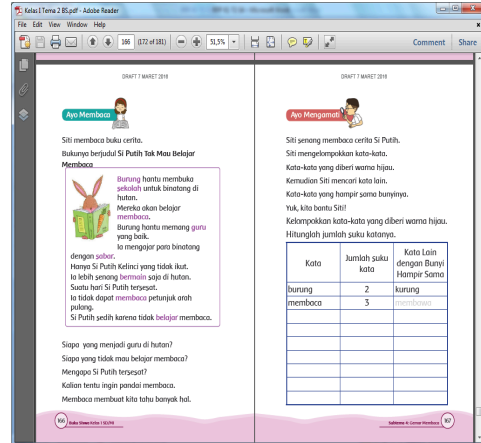 Kelas I Tema 2 BS.pdf - Adobe Reader
File Edit View Window Help
166 (172 of 181) 51,5% Comment Share
DRAFT 7 MARET 2016
Ayo Membaca
Siti membaca buku cerita.
Bukunya berjudul Si Putih Tak Mau Belajar
Membaca
Burung hantu membuka
sekolah untuk binatang di
hutan.
Mereka akan belajar
membaca.
Burung hantu memang guru
yang baik.
Ia mengajar para binatang
dengan sabar.
Hanya Si Putih Kelinci yang tidak ikut.
Ia lebih senang bermain saja di hutan.
Suatu hari Si Putih tersesat.
Ia tidak dapat membaca petunjuk arah
pulang.
Si Putih sedih karena tidak belajar membaca.
Siapa yang menjadi guru di hutan?
Siapa yang tidak mau belajar membaca?
Mengapa Si Putih tersesat?
Kalian tentu ingin pandai membaca.
Membaca membuat kita tahu banyak hal.
166 Buku Siswa Kelas 1 SD/MI
DRAFT 7 MARET 2016
Ayo Mengamati
Siti senang membaca cerita Si Putih.
Siti mengelompokkan kata-kata.
Kata-kata yang diberi warna hijau.
Kemudian Siti mencari kata lain.
Kata-kata yang hampir sama bunyinya.
Yuk, kita bantu Siti!
Kelompokkan kata-kata yang diberi warna hijau.
Hitunglah jumlah suku katanya.
Kata Jumlah suku kata Kata Lain dengan Bunyi Hampir Sama
burung 2 kurung
membaca 3 membawa
Subtema 4: Gemar Membaca 167